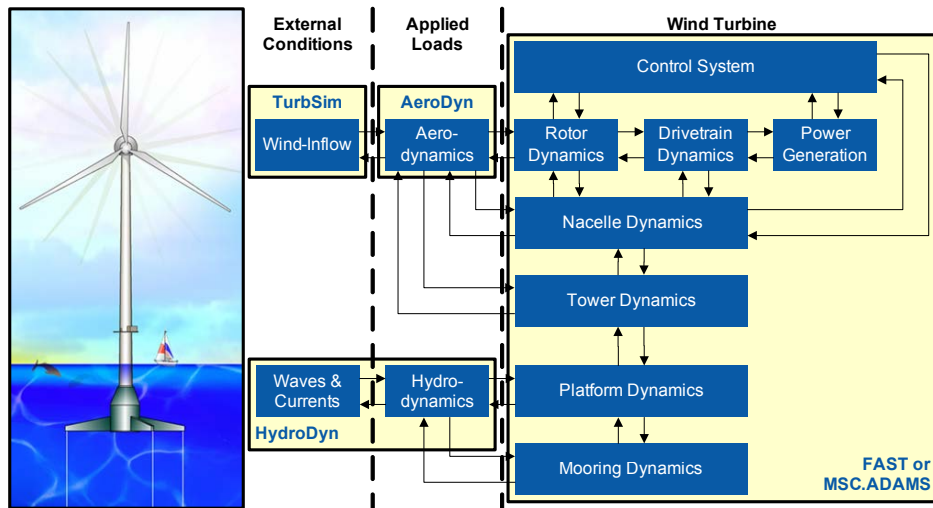 External
Conditions
Applied
Loads
Wind Turbine
Control System
TurbSim
AeroDyn
Wind-Inflow
Aero-
dynamics
Rotor
Dynamics
Drivetrain
Dynamics
Power
Generation
Nacelle Dynamics
Tower Dynamics
Waves &
Currents
Hydro-
dynamics
Platform Dynamics
HydroDyn
Mooring Dynamics
FAST or
MSC.ADAMS